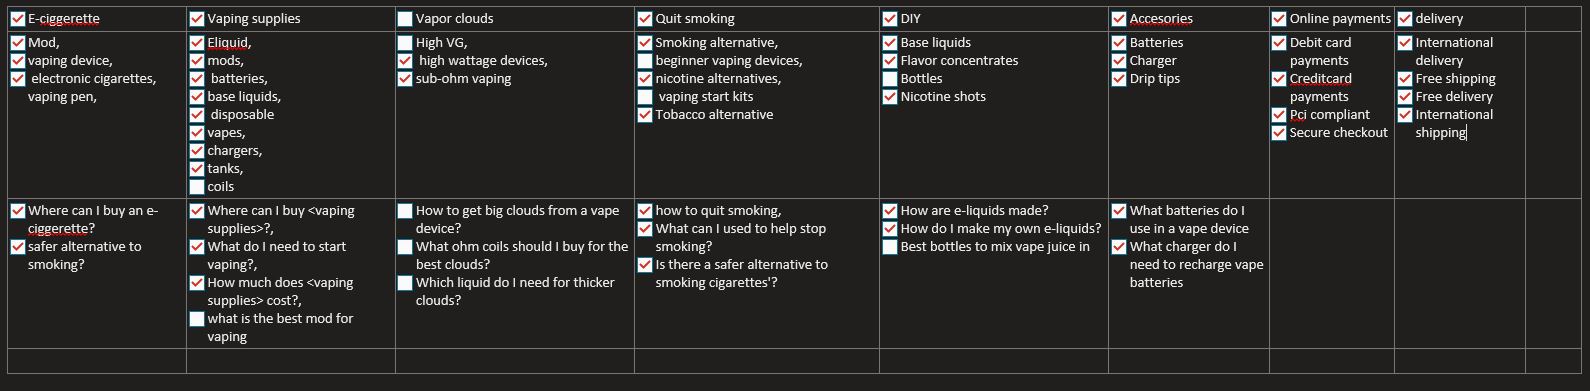 E-ciggerette
Vaping supplies
Vapor clouds
Quit smoking
DIY
Accesories
Online payments
delivery
Mod,
vaping device,
electronic cigarettes,
vaping pen,
Eliquid,
mods,
batteries,
base liquids,
disposable
vapes,
chargers,
tanks,
coils
High VG,
high wattage devices,
sub-ohm vaping
Smoking alternative,
beginner vaping devices,
nicotine alternatives,
vaping start kits
Tobacco alternative
Base liquids
Flavor concentrates
Bottles
Nicotine shots
Batteries
Charger
Drip tips
Debit card
payments
Creditcard
payments
Pci compliant
Secure checkout
International
delivery
Free shipping
Free delivery
International
shipping
Where can I buy an e-
ciggerette?
safer alternative to
smoking?
Where can I buy <vaping
supplies>?,
What do I need to start
vaping?,
How much does <vaping
supplies> cost?,
what is the best mod for
vaping
How to get big clouds from a vape
device?
What ohm coils should I buy for the
best clouds?
Which liquid do I need for thicker
clouds?
how to quit smoking,
What can I used to help stop
smoking?
Is there a safer alternative to
smoking cigarettes'?
How are e-liquids made?
How do I make my own e-liquids?
Best bottles to mix vape juice in
What batteries do I
use in a vape device
What charger do I
need to recharge vape
batteries